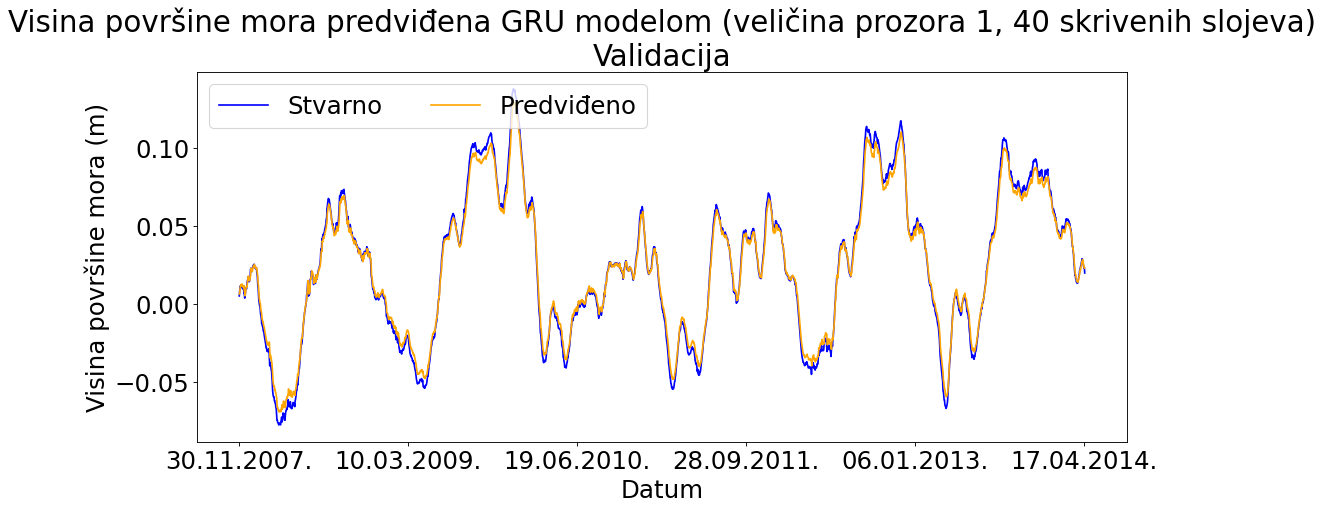 Visina površine mora predviđena GRU modelom (veličina prozora 1, 40 skrivenih slojeva)
Validacija
Stvarno
Predviđeno
Visina površine mora (m)
0.10
0.05
0.00
−0.05
30.11.2007.
10.03.2009.
19.06.2010.
28.09.2011.
06.01.2013.
17.04.2014.
Datum